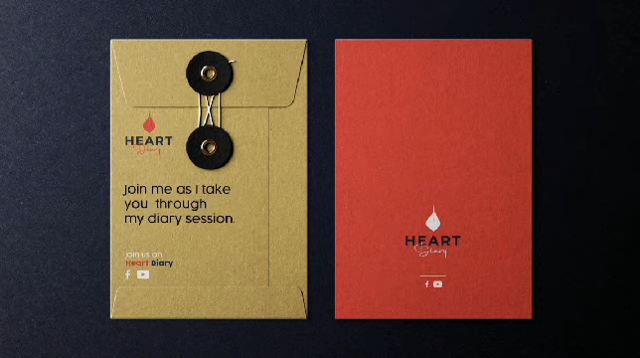 HEART
Diary
Join me as I take
you through
my diary session.
Join us on
Heart Diary
HEART
Diary